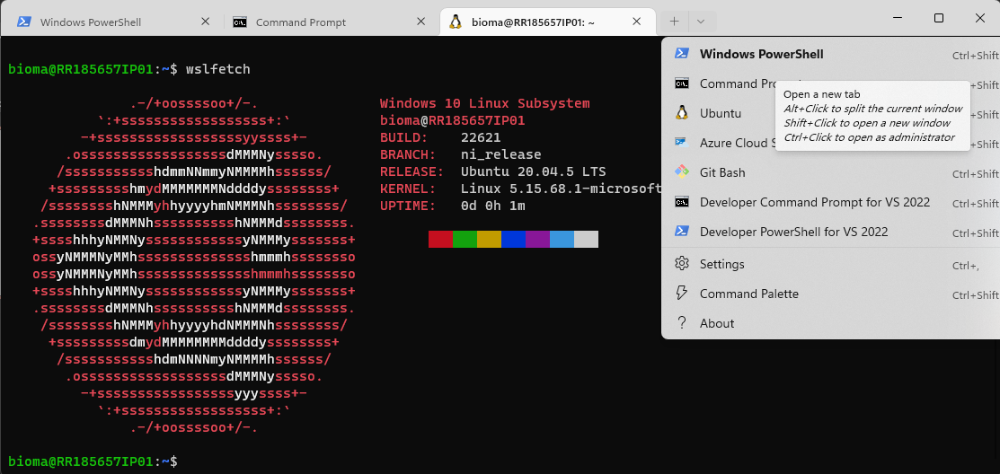 Windows PowerShell
Command Prompt
bioma@RR185657IP01: ~
bioma@RR185657IP01:~$ wslfetch
.-/+oossssoo+/-.
`:+ssssssssssssssssss+:`
-+ssssssssssssssssssyyssss+-
.ossssssssssssssssssdMMMNysssso.
/ssssssssssshdmmNNmmyNMMMMhssssss/
+ssssssssshmydMMMMMMMNddddyssssssss+
/sssssssshNMMMyhhyyyyhmNMMMNhssssssss/
.ssssssssdMMMNhsssssssssshNMMMdssssssss.
+sssshhhyNMMNyssssssssssssyNMMMysssssss+
ossyNMMMNyMMhsssssssssssssshmmmhssssssso
ossyNMMMNyMMhsssssssssssssshmmmhssssssso
+sssshhhyNMMNyssssssssssssyNMMMysssssss+
.ssssssssdMMMNhsssssssssshNMMMdssssssss.
/sssssssshNMMMyhhyyyyhdNMMMNhssssssss/
+sssssssssdmydMMMMMMMMddddyssssssss+
/ssssssssssshdmNNNNmyNMMMMhssssss/
.ossssssssssssssssssdMMMNysssso.
-+sssssssssssssssssyyyssss+-
`:+ssssssssssssssssss+:`
.-/+oossssoo+/-.
Windows 10 Linux Subsystem
bioma@RR185657IP01
BUILD: 22621
BRANCH: ni_release
RELEASE: Ubuntu 20.04.5 LTS
KERNEL: Linux 5.15.68.1-microsoft
UPTIME: 0d 0h 1m
bioma@RR185657IP01:~$
Windows PowerShell Ctrl+Shift
Command Pro +Shift
Ubuntu +Shift
Azure Cloud S +Shift
Open a new tab
Alt+Click to split the current window
Shift+Click to open a new window
Ctrl+Click to open as administrator
Git Bash Ctrl+Shift
Developer Command Prompt for VS 2022 Ctrl+Shift
Developer PowerShell for VS 2022 Ctrl+Shift
Settings Ctrl+,
Command Palette Ctrl+Shift
About